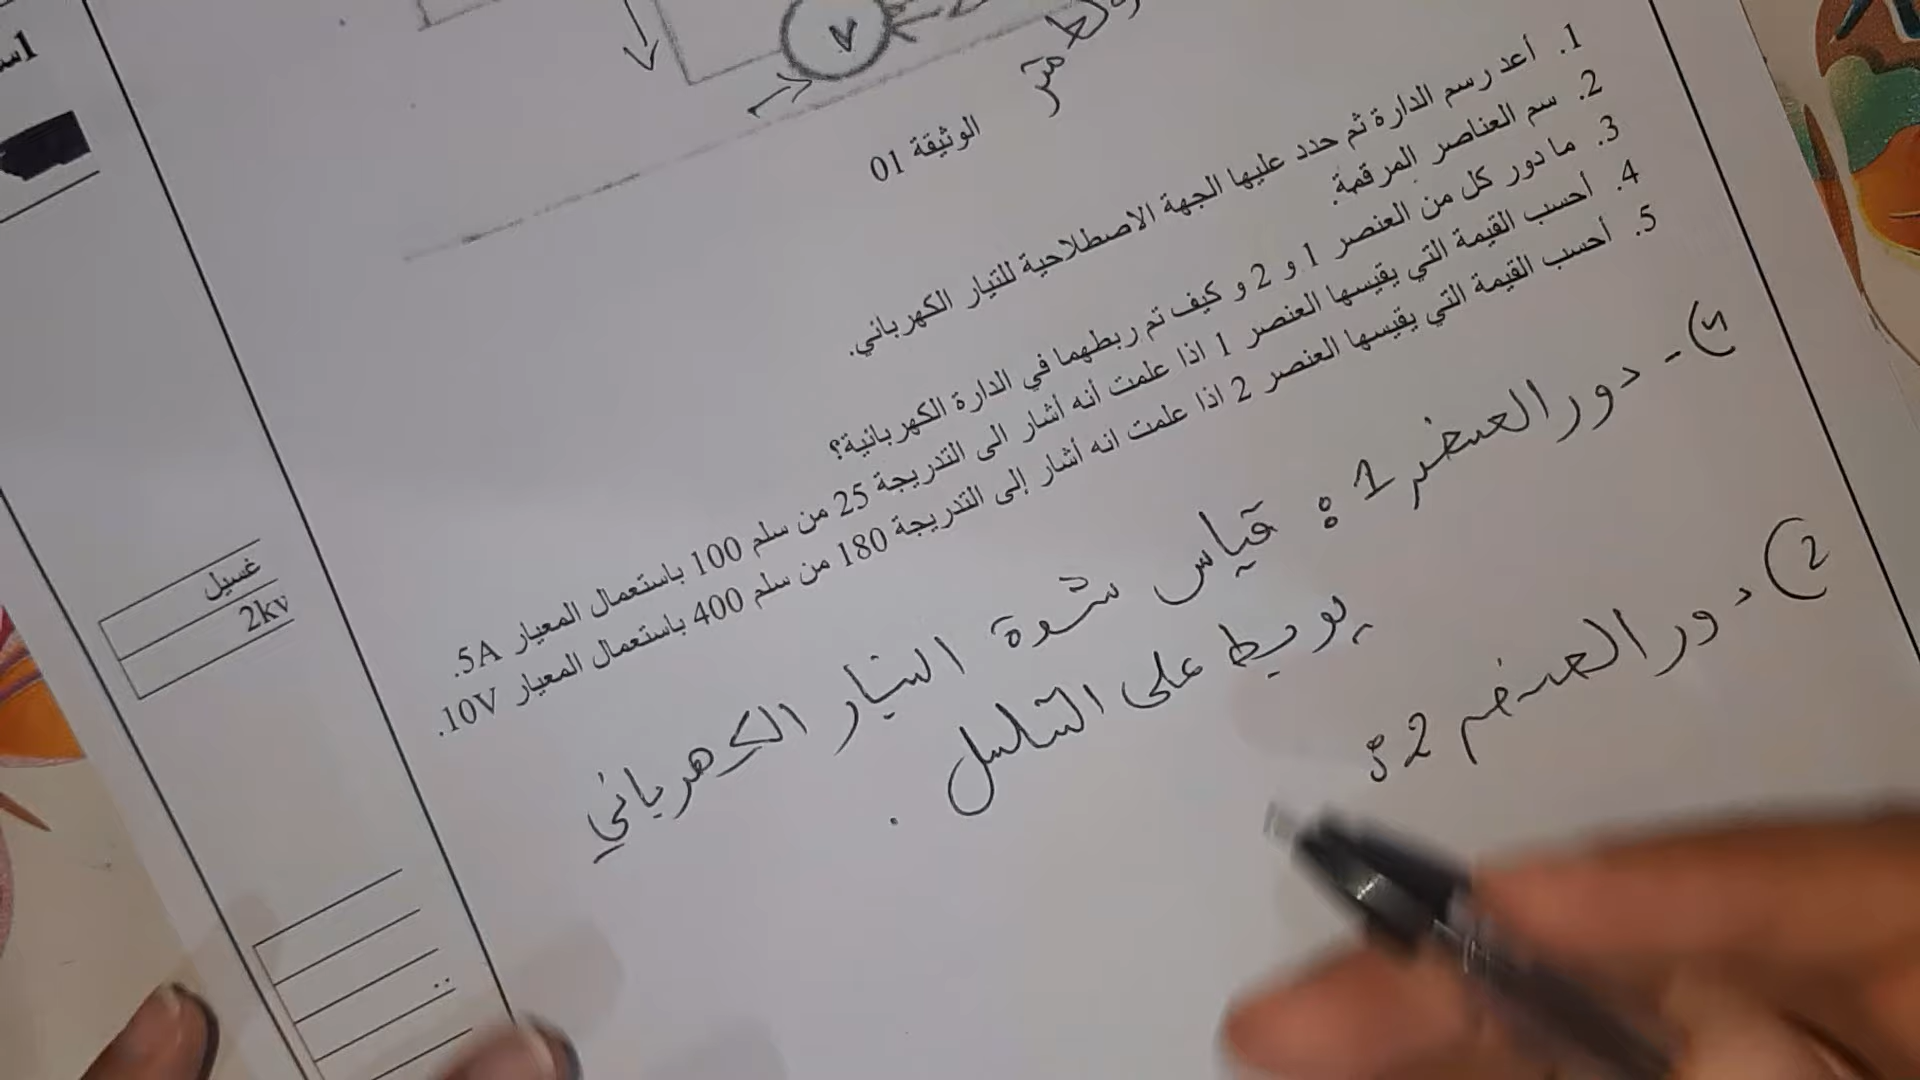 V
الوثيقة 01
1. أعد رسم الدارة ثم حدد عليها الجهة الاصطلاحية للتيار الكهربائي.
2. سم العناصر المرقمة.
3. ما دور كل من العنصر 1 و 2 و كيف تم ربطهما في الدارة الكهربائية؟
4. أحسب القيمة التي يقيسها العنصر 1 اذا علمت أنه أشار الى التدريجة 25 من سلم 100 باستعمال المعيار 5A.
5. أحسب القيمة التي يقيسها العنصر 2 اذا علمت انه أشار إلى التدريجة 180 من سلم 400 باستعمال المعيار 10V.
- دور العنصر 1 : قياس شدة التيار الكهربائي
يربط على التسلسل .
2) دور العنصر 2 :
غسيل
2kv